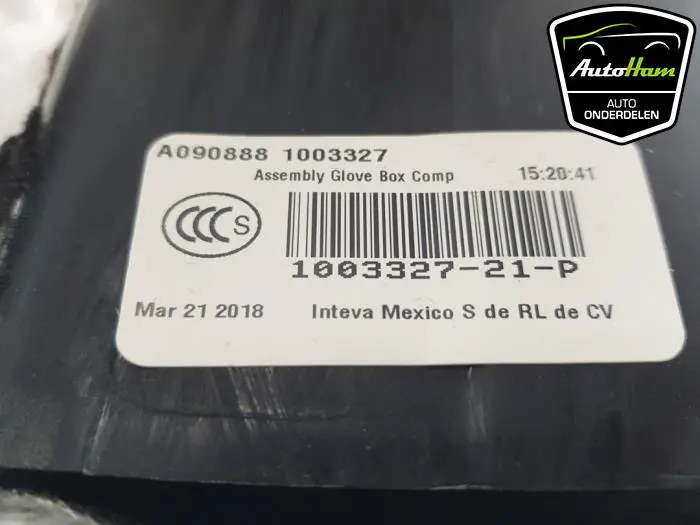 AutoHam
AUTO
ONDERDELEN
A090888 1003327
Assembly Glove Box Comp 15:20:41
CCC S
1003327-21-P
Mar 21 2018 Inteva Mexico S de RL de CV